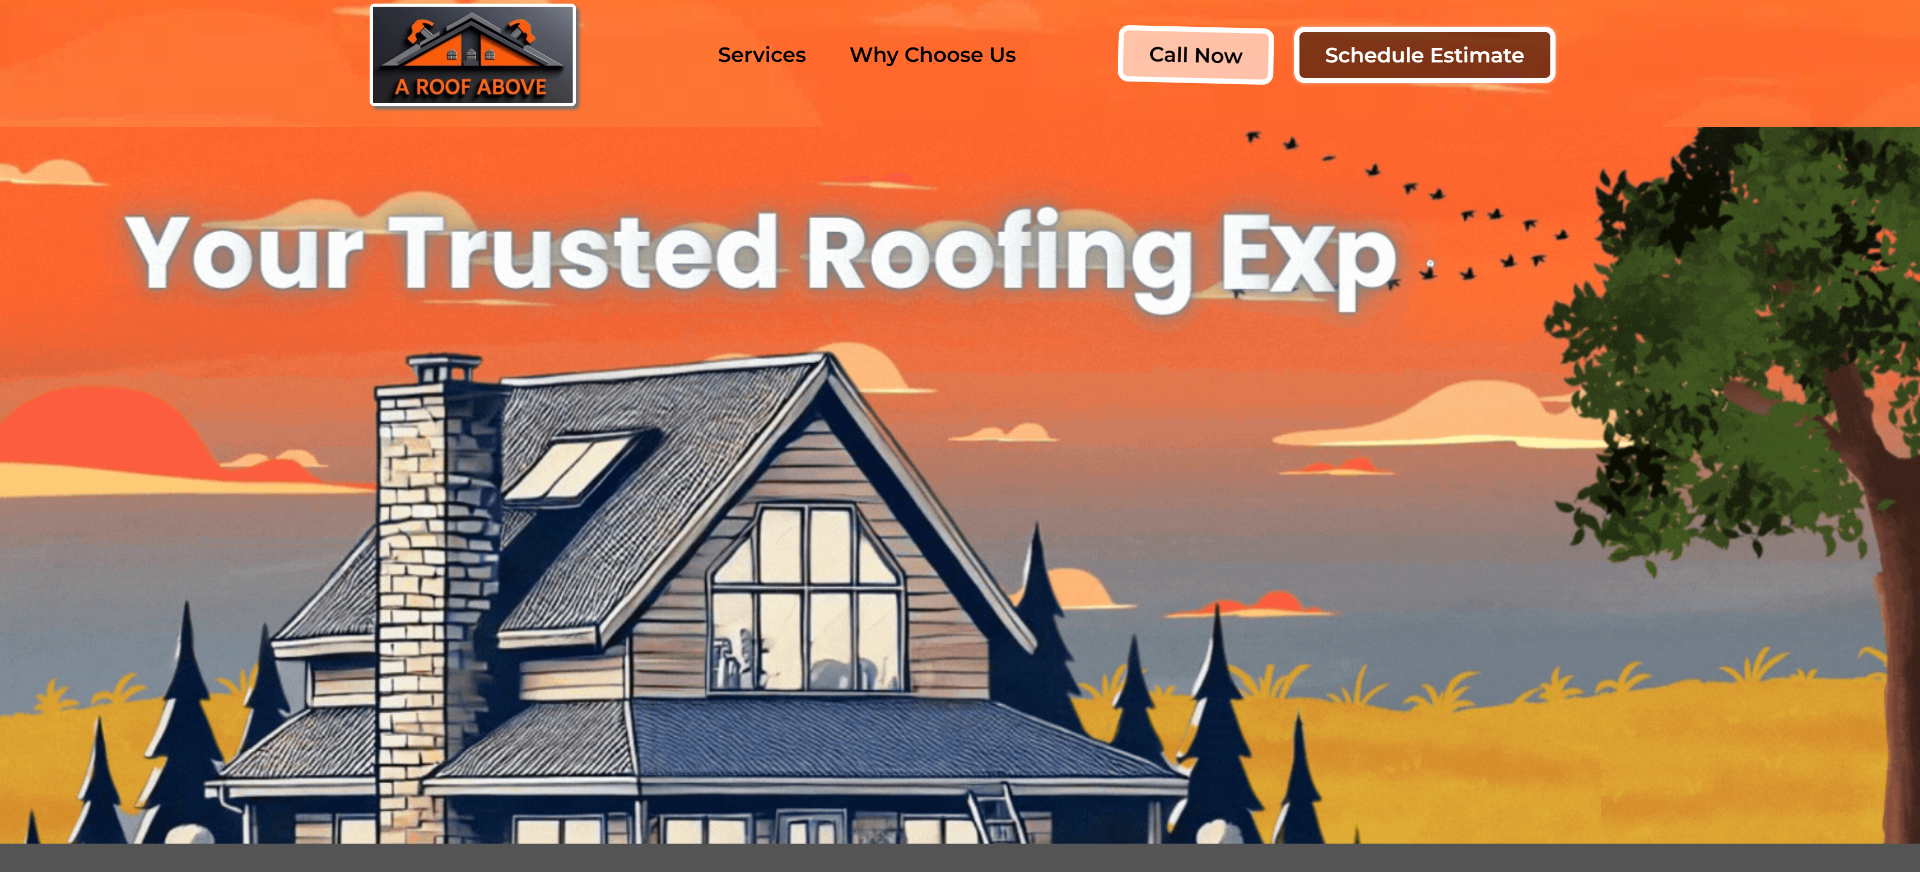 A ROOF ABOVE
Services
Why Choose Us
Call Now
Schedule Estimate
Your Trusted Roofing Exp